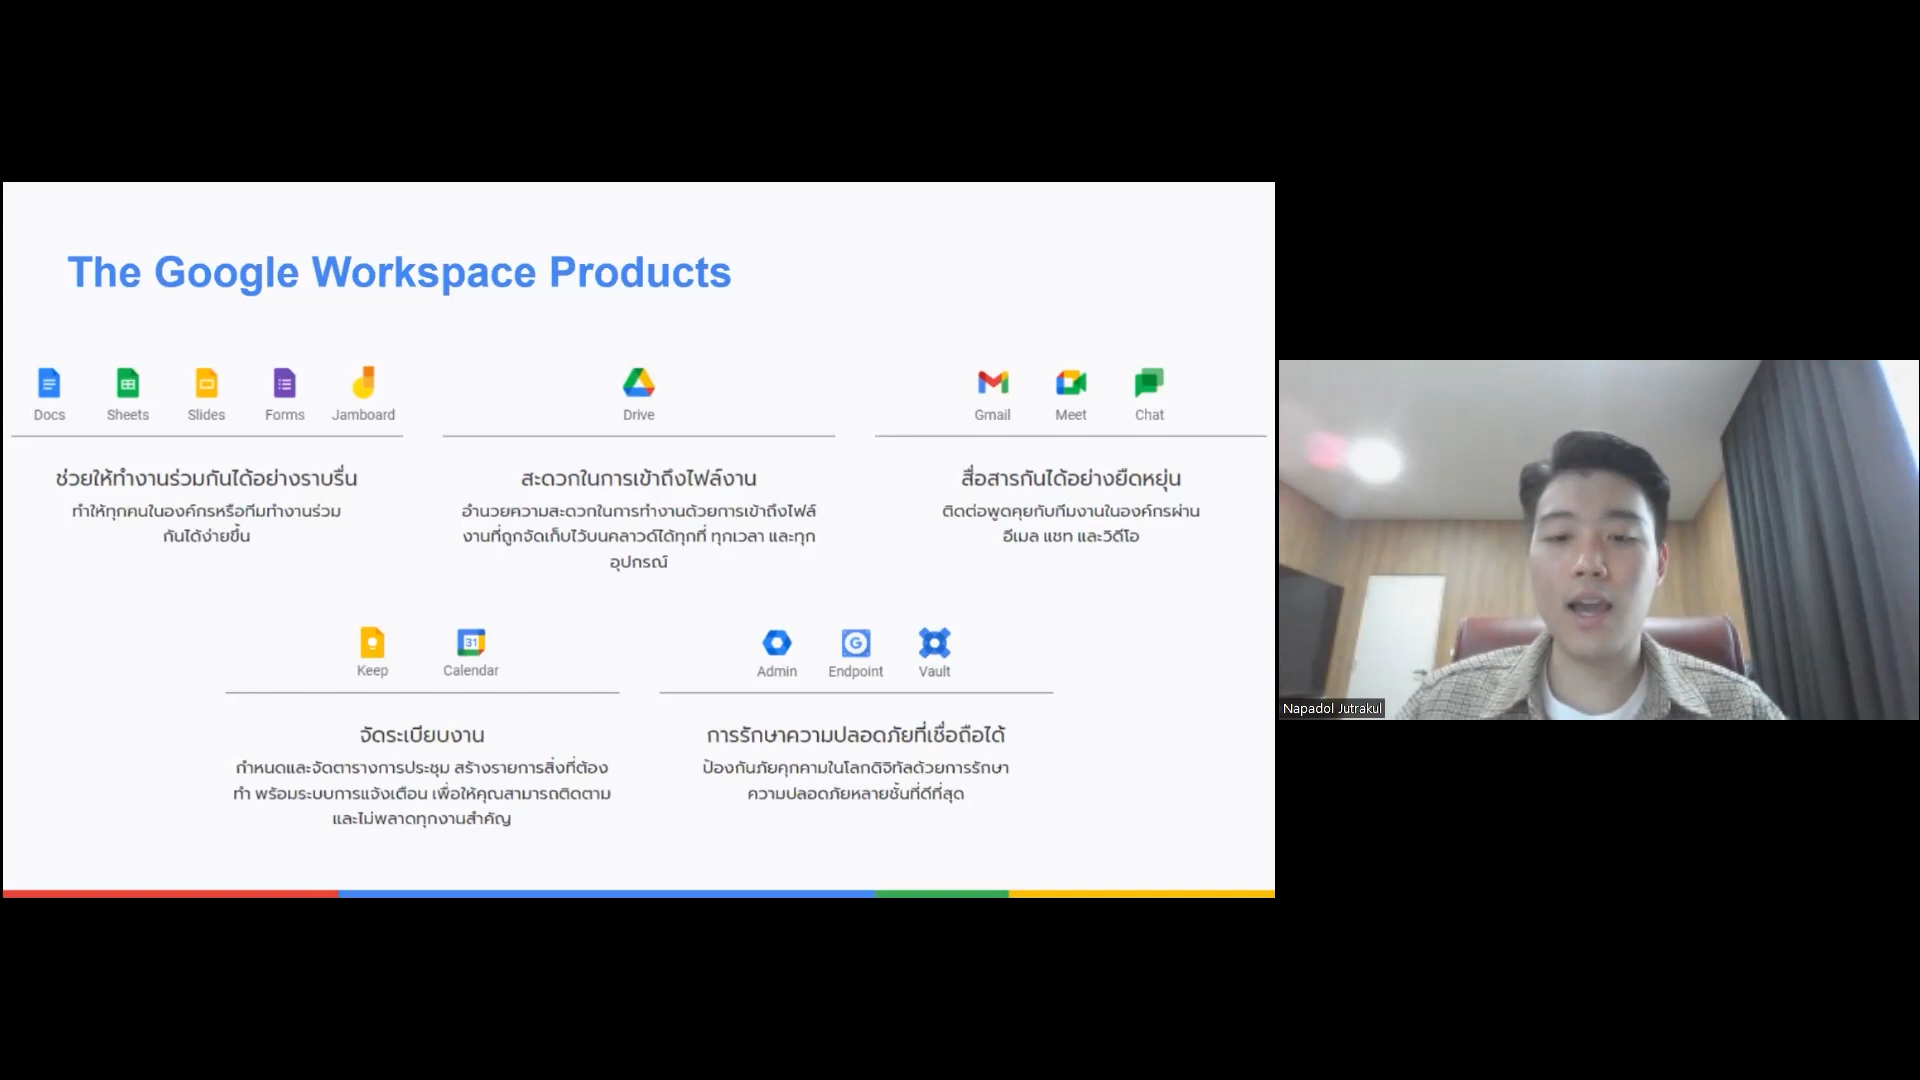 The Google Workspace Products
Docs Sheets Slides Forms Jamboard
ช่วยให้ทำงานร่วมกันได้อย่างราบรื่น
ทำให้ทุกคนในองค์กรหรือทีมทำงานร่วม
กันได้ง่ายขึ้น
Drive
สะดวกในการเข้าถึงไฟล์งาน
อำนวยความสะดวกในการทำงานด้วยการเข้าถึงไฟล์
งานที่ถูกจัดเก็บไว้บนคลาวด์ได้ทุกที่ ทุกเวลา และทุก
อุปกรณ์
Gmail Meet Chat
สื่อสารกันได้อย่างยืดหยุ่น
ติดต่อพูดคุยกับทีมงานในองค์กรผ่าน
อีเมล แชท และวิดีโอ
31
Keep Calendar
จัดระเบียบงาน
กำหนดและจัดตารางการประชุม สร้างรายการสิ่งที่ต้อง
ทำ พร้อมระบบการแจ้งเตือน เพื่อให้คุณสามารถติดตาม
และไม่พลาดทุกงานสำคัญ
G
Admin Endpoint Vault
การรักษาความปลอดภัยที่เชื่อถือได้
ป้องกันภัยคุกคามในโลกดิจิทัลด้วยการรักษา
ความปลอดภัยหลายชั้นที่ดีที่สุด
Napadol Jutrakul